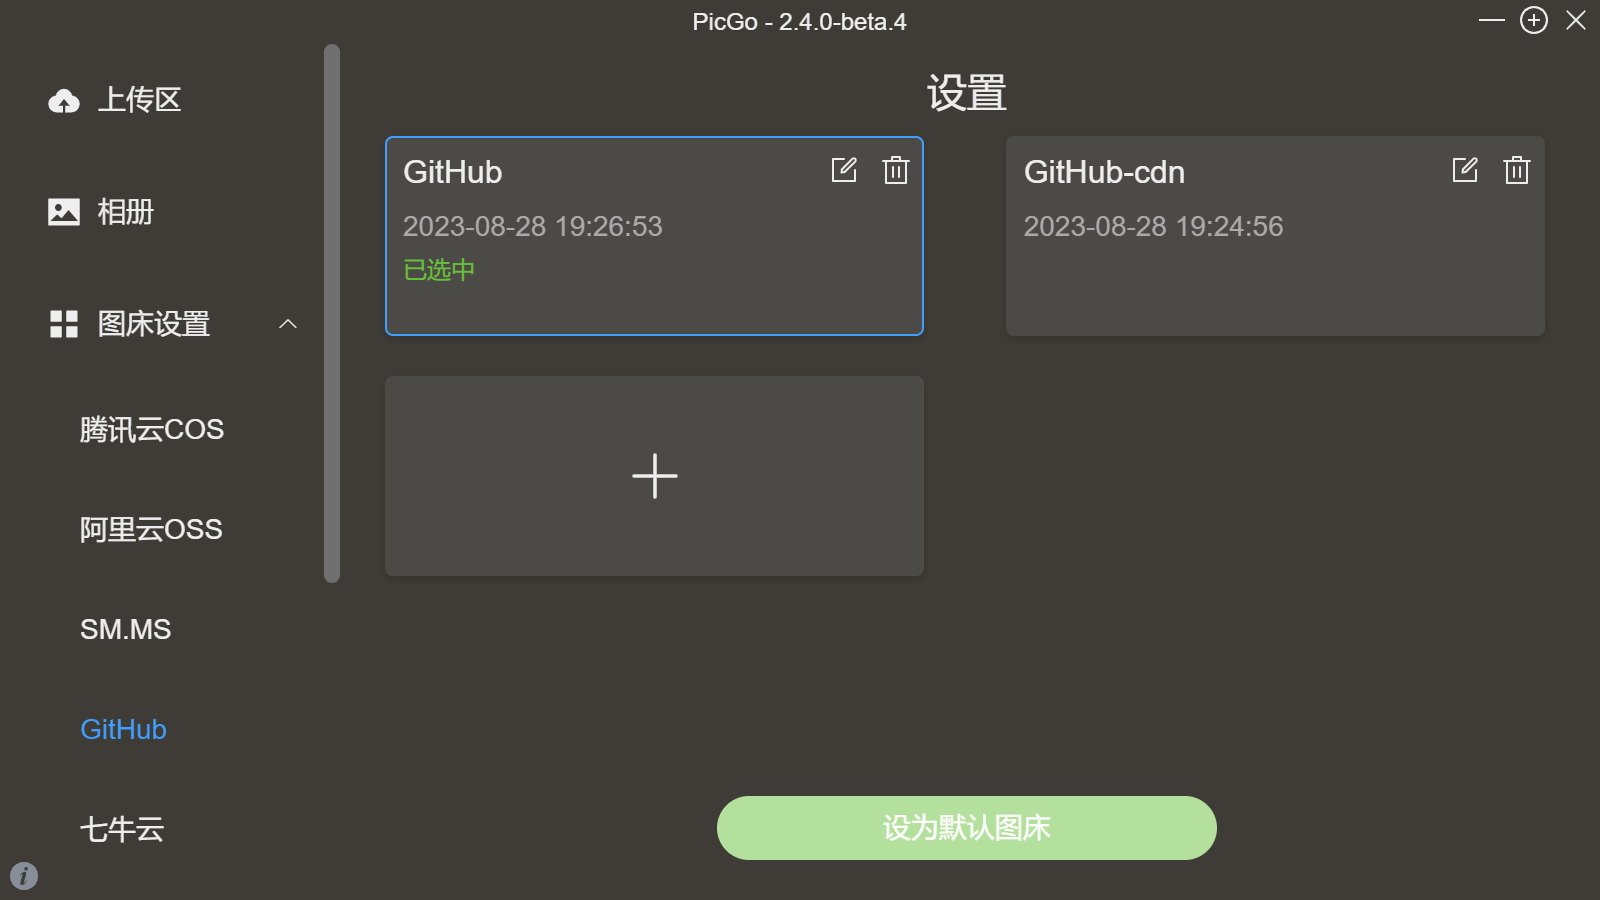 PicGo - 2.4.0-beta.4
上传区
相册
图床设置
腾讯云COS
阿里云OSS
SM.MS
GitHub
七牛云
设置
GitHub
2023-08-28 19:26:53
已选中
GitHub-cdn
2023-08-28 19:24:56
设为默认图床